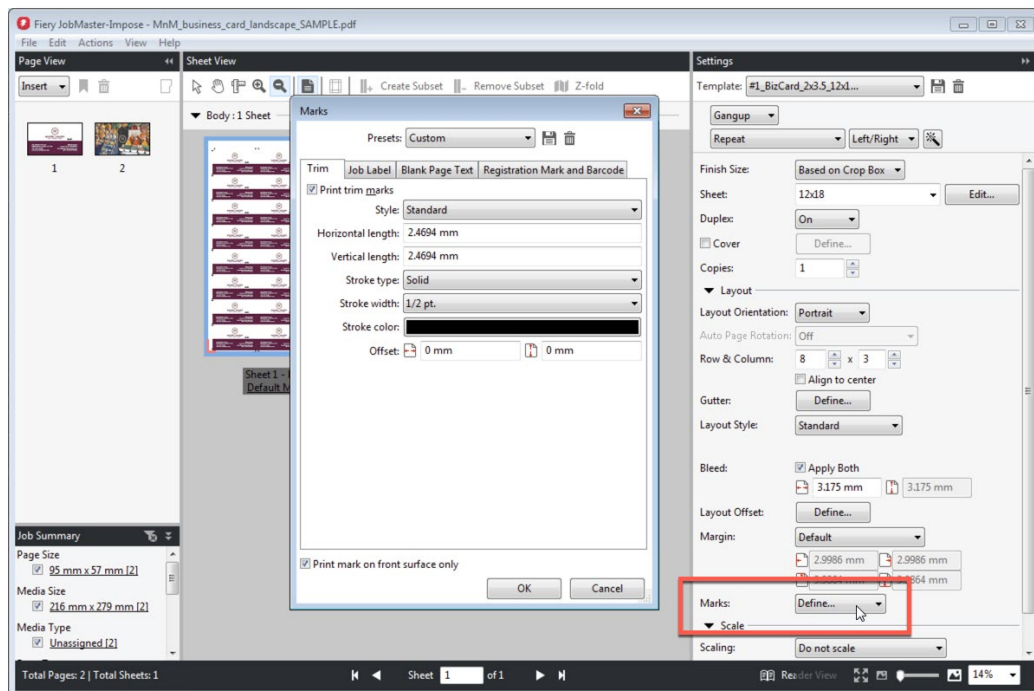 Fiery JobMaster-Impose - MnM_business_card_landscape_SAMPLE.pdf
File Edit Actions View Help
Page View
Insert
1 2
Job Summary
Page Size
95 mm x 57 mm [2]
Media Size
216 mm x 279 mm [2]
Media Type
Unassigned [2]
Sheet View
Create Subset Remove Subset Z-fold
Body : 1 Sheet
Sheet 1 -
Default M
Marks
Presets: Custom
Trim Job Label Blank Page Text Registration Mark and Barcode
Print trim marks
Style: Standard
Horizontal length: 2.4694 mm
Vertical length: 2.4694 mm
Stroke type: Solid
Stroke width: 1/2 pt.
Stroke color:
Offset: 0 mm 0 mm
Print mark on front surface only
OK Cancel
Settings
Template: #1_BizCard_2x3.5_12x1...
Gangup
Repeat Left/Right
Finish Size: Based on Crop Box
Sheet: 12x18 Edit...
Duplex: On
Cover Define...
Copies: 1
Layout
Layout Orientation: Portrait
Auto Page Rotation: Off
Row & Column: 8 x 3
Align to center
Gutter: Define...
Layout Style: Standard
Bleed: Apply Both
3.175 mm 3.175 mm
Layout Offset: Define...
Margin: Default
2.9986 mm 2.9986 mm
Marks: Define...
Scale
Scaling: Do not scale
Total Pages: 2 | Total Sheets: 1 Sheet 1 of 1 Reader View 14%